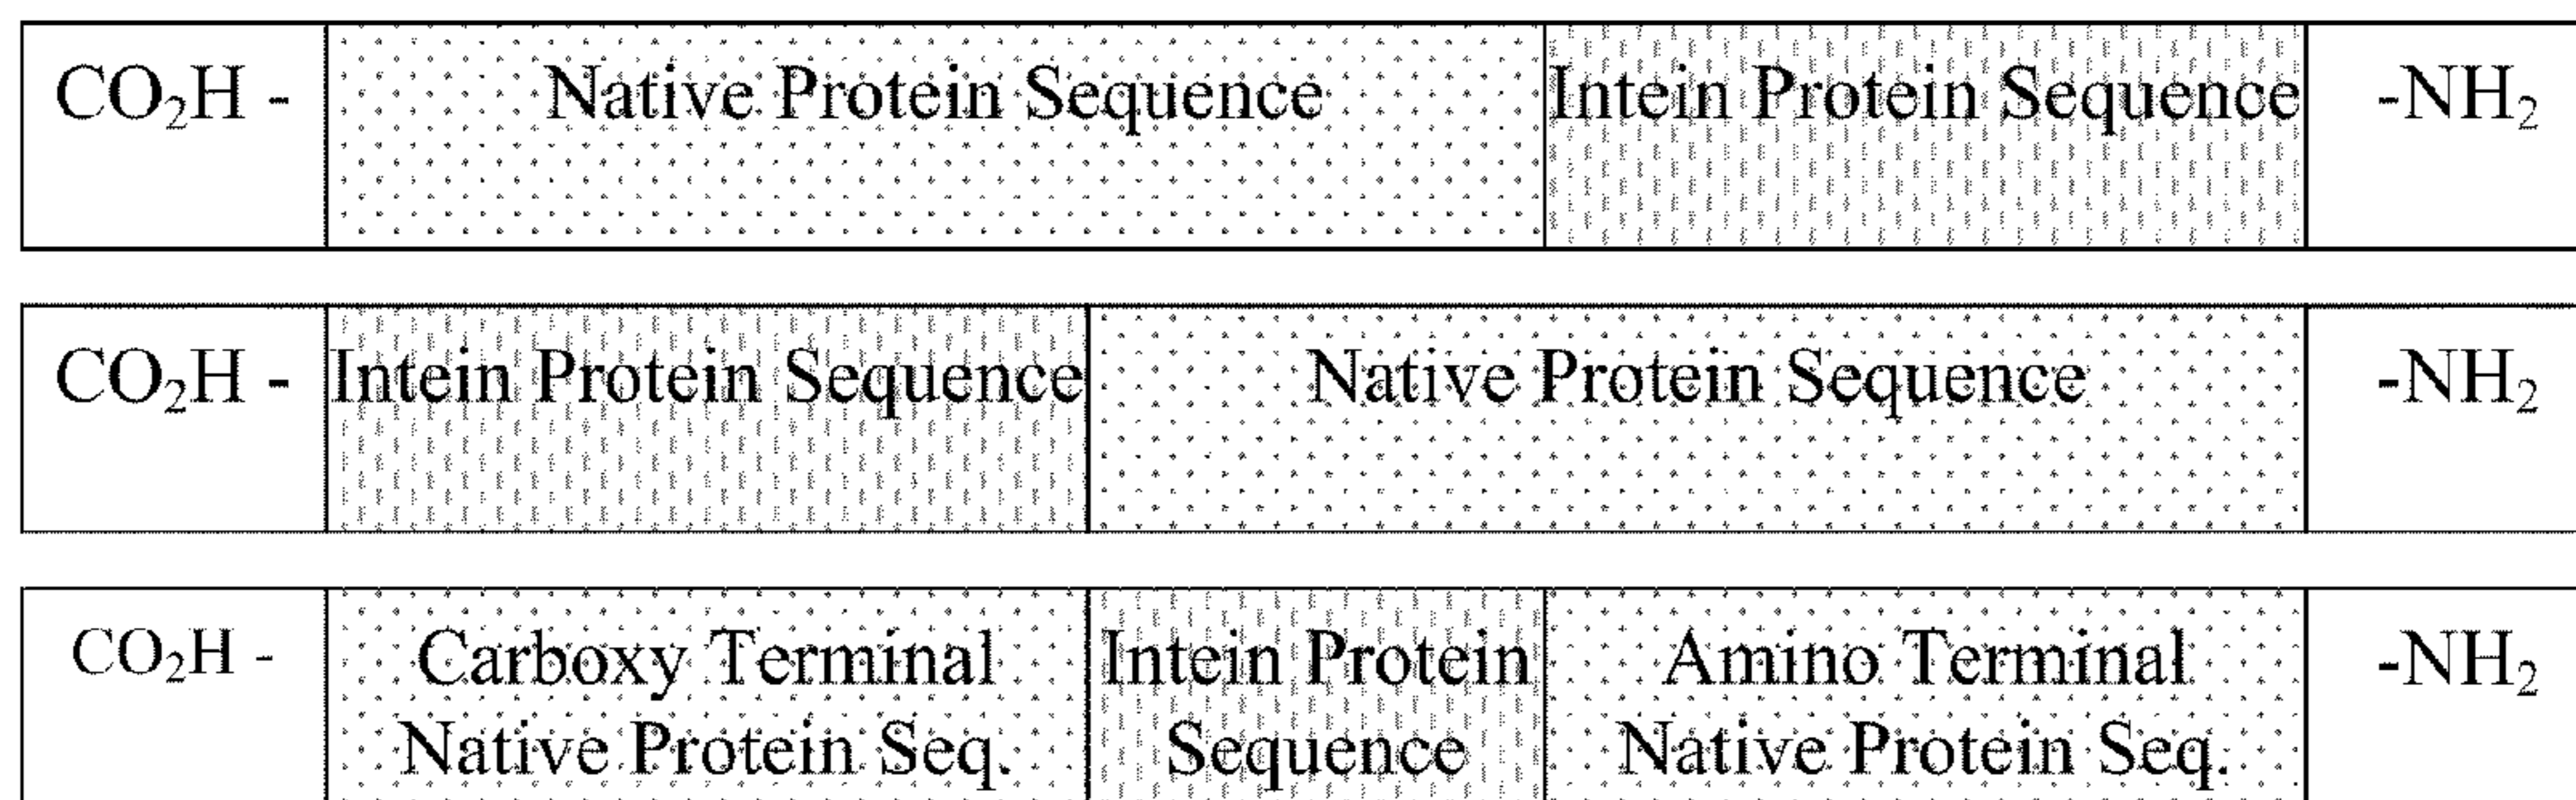 CO₂H - Native Protein Sequence Intein Protein Sequence -NH₂
CO₂H - Intein Protein Sequence Native Protein Sequence -NH₂
CO₂H - Carboxy Terminal Intein Protein Amino Terminal -NH₂
Native Protein Seq. Sequence Native Protein Seq.